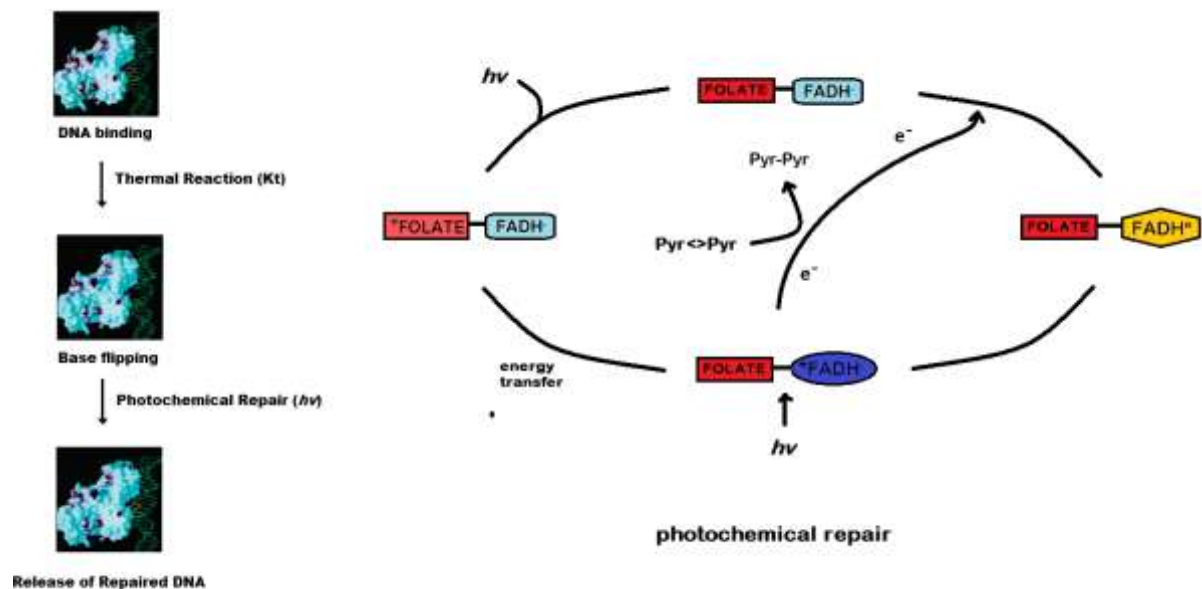 DNA binding
Thermal Reaction (Kt)
Base flipping
Photochemical Repair (hv)
Release of Repaired DNA
hv
FOLATE FADH
e⁻
Pyr-Pyr
*FOLATE FADH
FOLATE FADH°
Pyr<>Pyr
e⁻
energy
transfer
FOLATE *FADH
hv
photochemical repair